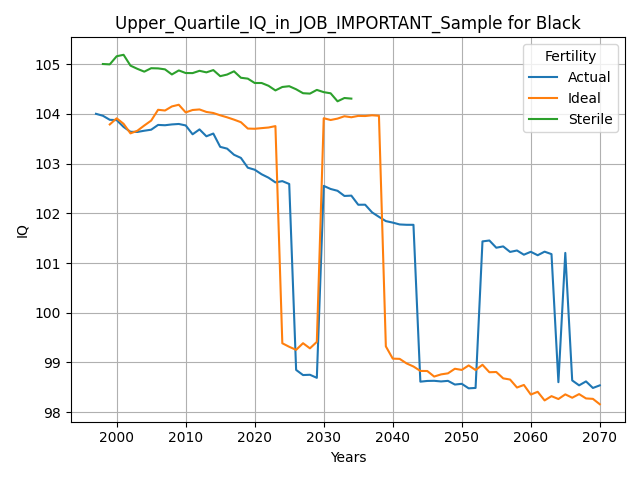 Upper_Quartile_IQ_in_JOB_IMPORTANT_Sample for Black
Fertility
Actual
Ideal
Sterile
IQ
105
104
103
102
101
100
99
98
2000 2010 2020 2030 2040 2050 2060 2070
Years